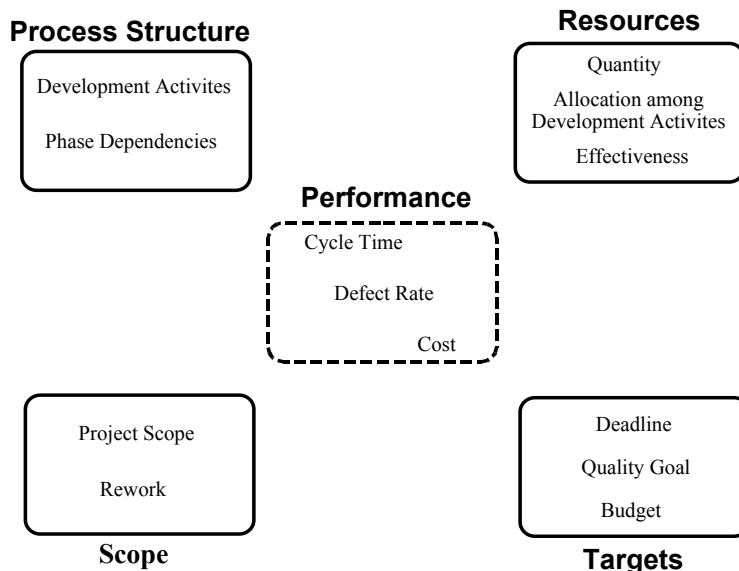 Process Structure
Development Activites
Phase Dependencies
Resources
Quantity
Allocation among
Development Activites
Effectiveness
Performance
Cycle Time
Defect Rate
Cost
Project Scope
Rework
Scope
Deadline
Quality Goal
Budget
Targets